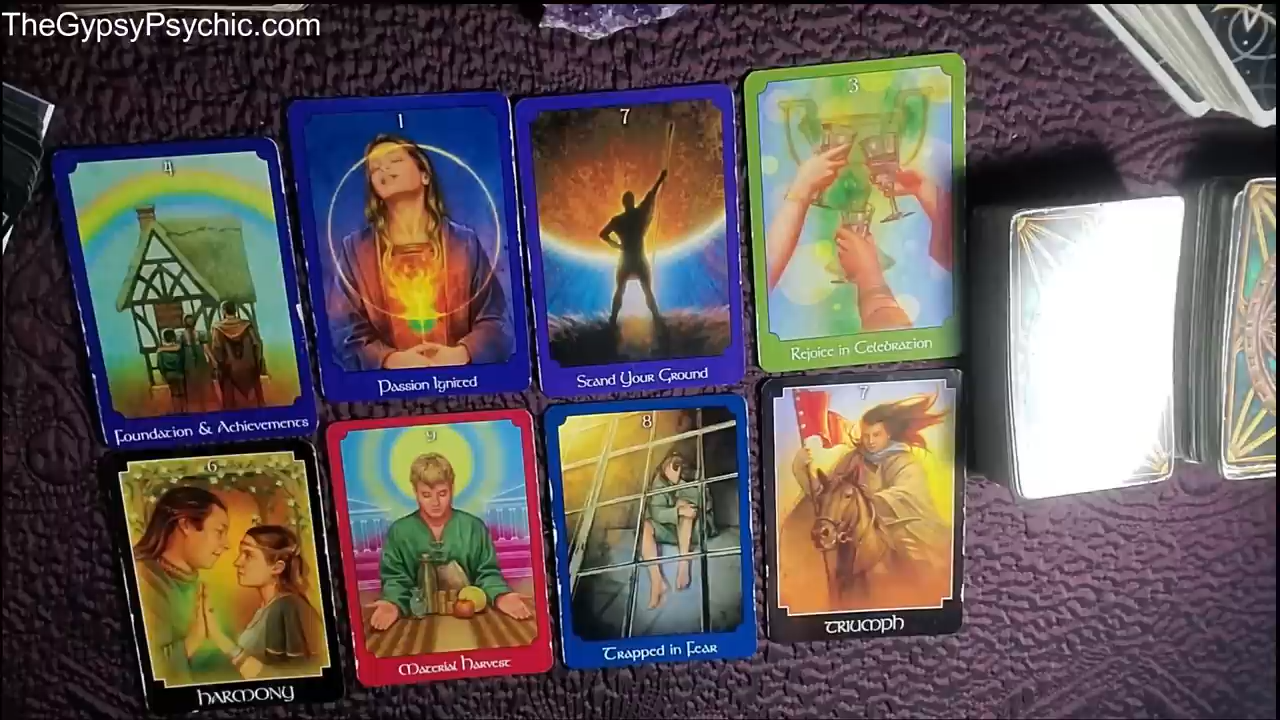 TheGypsyPsychic.com
4
Foundation & Achievements
1
Passion Ignited
7
Stand Your Ground
3
Rejoice in Celebration
6
HARMONY
9
Material Harvest
8
Trapped in Fear
7
TRIUMPH